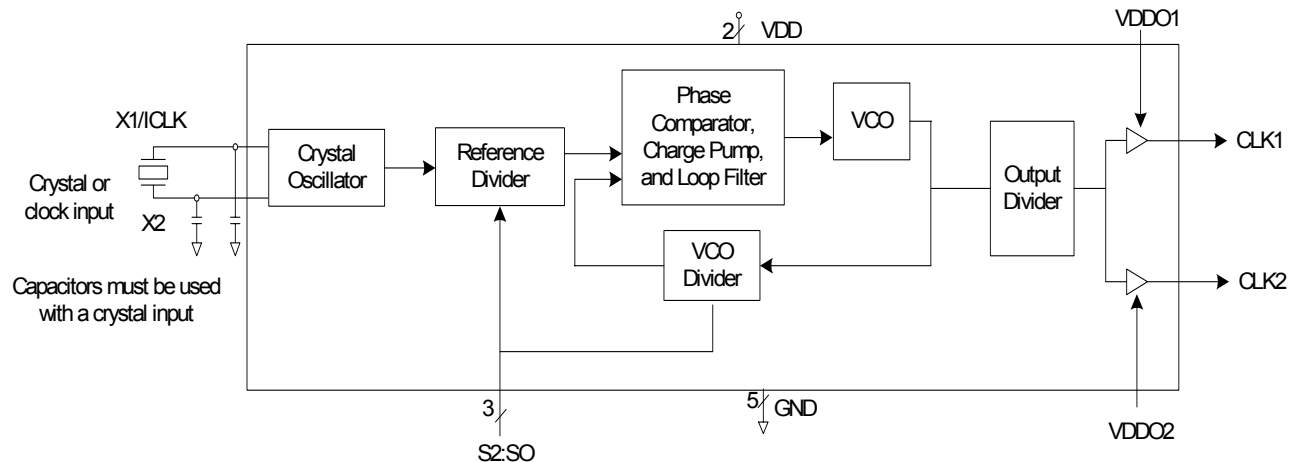 2 VDD
VDDO1
X1/ICLK
Crystal or
clock input
X2
Capacitors must be used
with a crystal input
Crystal
Oscillator
Reference
Divider
Phase
Comparator,
Charge Pump,
and Loop Filter
VCO
VCO
Divider
Output
Divider
CLK1
CLK2
3
S2:SO
5 GND
VDDO2